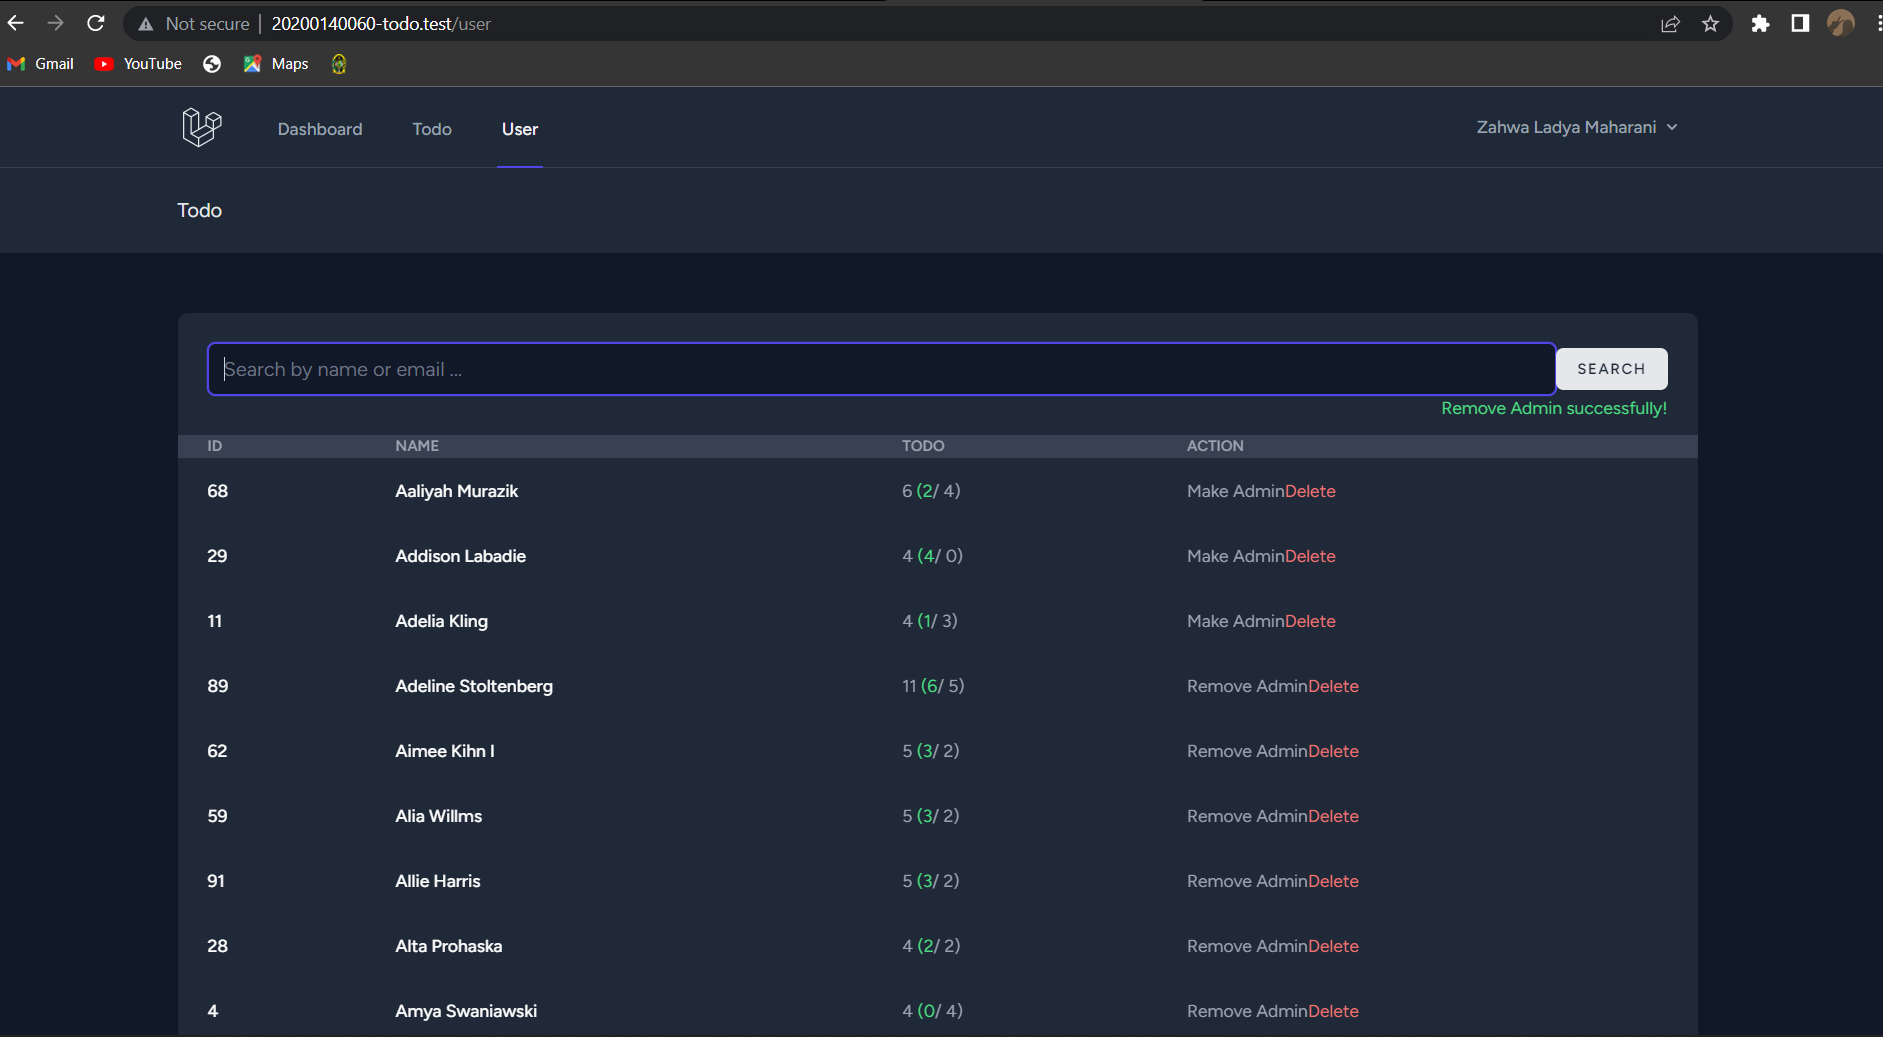 Not secure | 20200140060-todo.test/user
Gmail YouTube Maps
Dashboard Todo User Zahwa Ladya Maharani
Todo
Search by name or email ... SEARCH
Remove Admin successfully!
ID NAME TODO ACTION
68 Aaliyah Murazik 6 (2/ 4) Make AdminDelete
29 Addison Labadie 4 (4/ 0) Make AdminDelete
11 Adelia Kling 4 (1/ 3) Make AdminDelete
89 Adeline Stoltenberg 11 (6/ 5) Remove AdminDelete
62 Aimee Kihn I 5 (3/ 2) Remove AdminDelete
59 Alia Willms 5 (3/ 2) Remove AdminDelete
91 Allie Harris 5 (3/ 2) Remove AdminDelete
28 Alta Prohaska 4 (2/ 2) Remove AdminDelete
4 Amya Swaniawski 4 (0/ 4) Remove AdminDelete